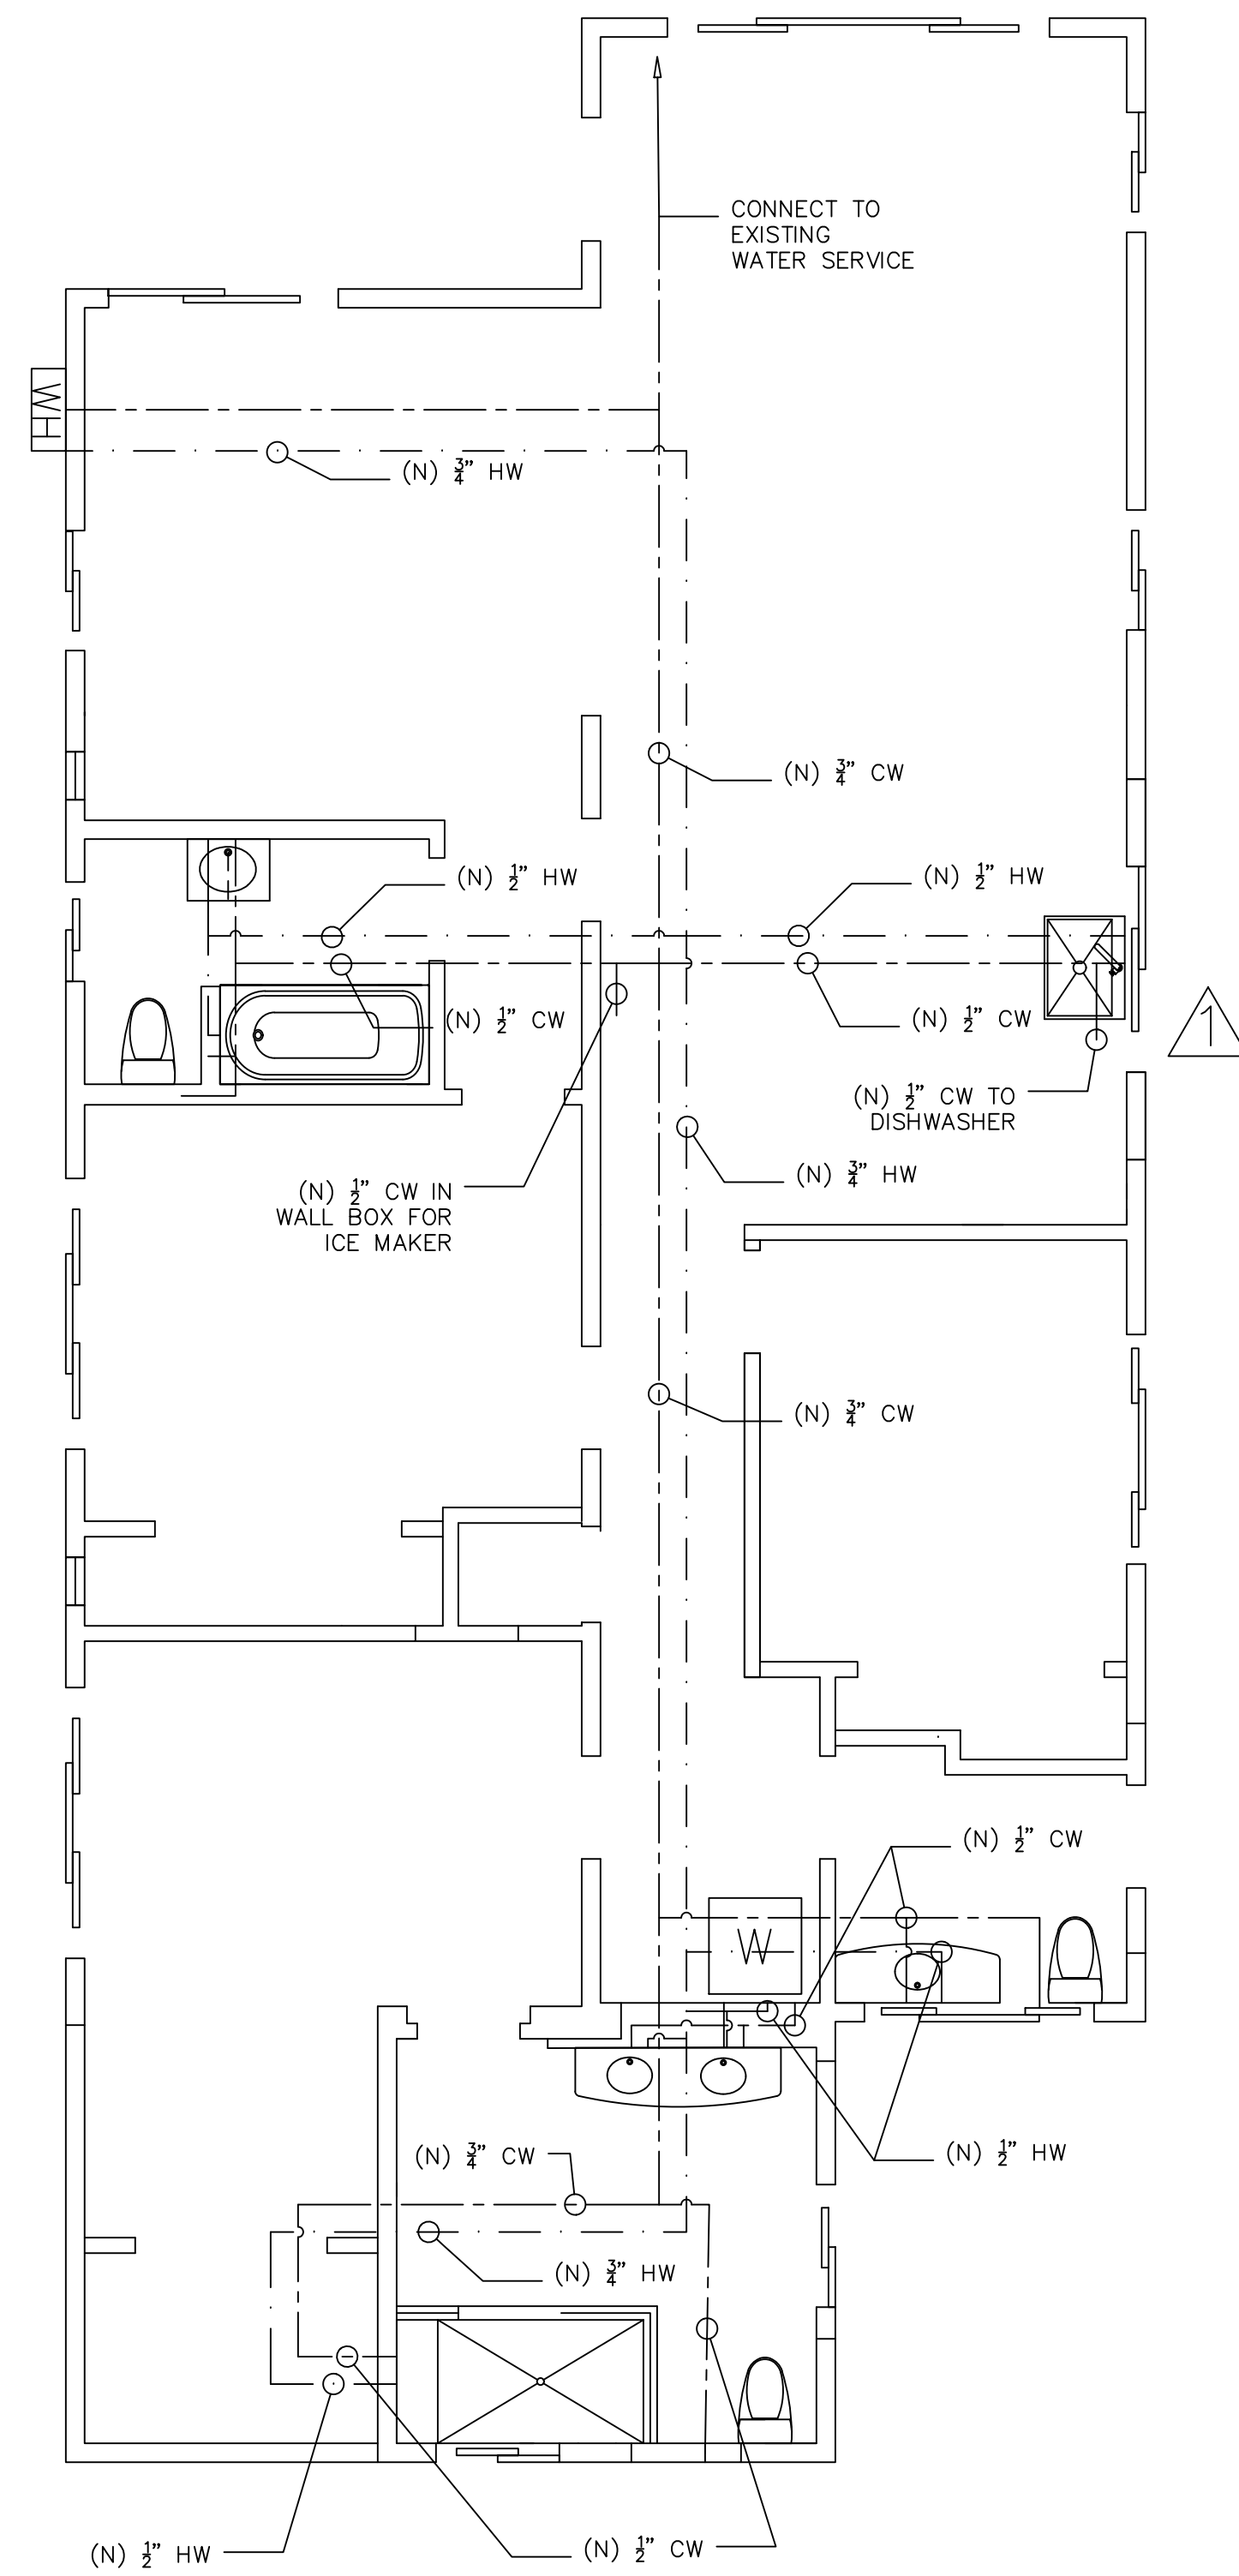 CONNECT TO
EXISTING
WATER SERVICE
WH
(N) 3/4" HW
(N) 3/4" CW
(N) 1/2" HW
(N) 1/2" HW
(N) 1/2" CW
(N) 1/2" CW
1
(N) 1/2" CW TO
DISHWASHER
(N) 3/4" HW
(N) 1/2" CW IN
WALL BOX FOR
ICE MAKER
(N) 3/4" CW
(N) 1/2" CW
W
(N) 1/2" HW
(N) 3/4" CW
(N) 3/4" HW
(N) 1/2" CW
(N) 1/2" HW